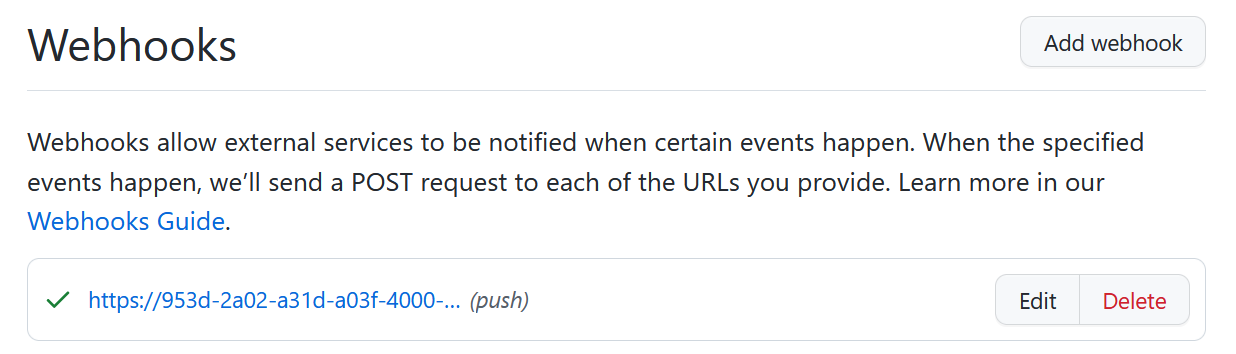 Webhooks
Add webhook
Webhooks allow external services to be notified when certain events happen. When the specified
events happen, we’ll send a POST request to each of the URLs you provide. Learn more in our
Webhooks Guide.
https://953d-2a02-a31d-a03f-4000-... (push)
Edit
Delete